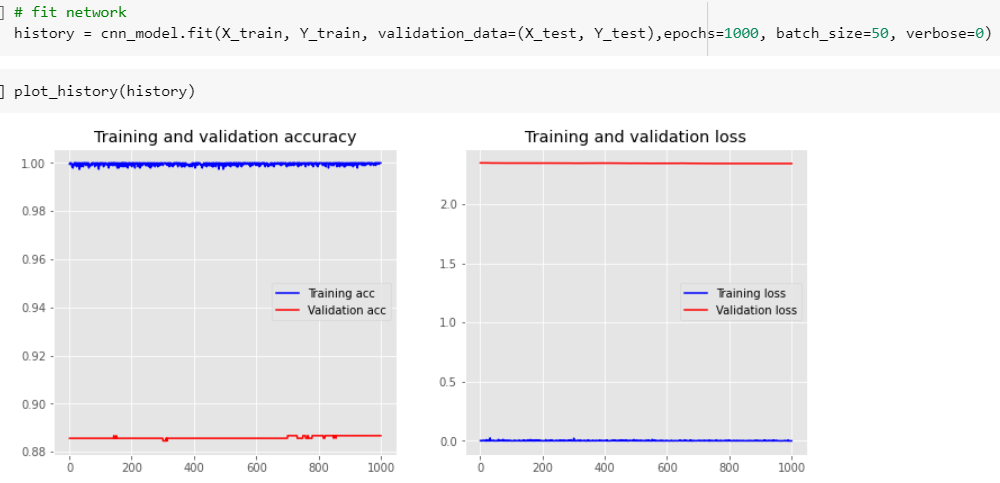 ] # fit network
history = cnn_model.fit(X_train, Y_train, validation_data=(X_test, Y_test),epochs=1000, batch_size=50, verbose=0)
] plot_history(history)
Training and validation accuracy
1.00
0.98
0.96
0.94
0.92
0.90
0.88
0 200 400 600 800 1000
Training acc
Validation acc
Training and validation loss
2.0
1.5
1.0
0.5
0.0
0 200 400 600 800 1000
Training loss
Validation loss